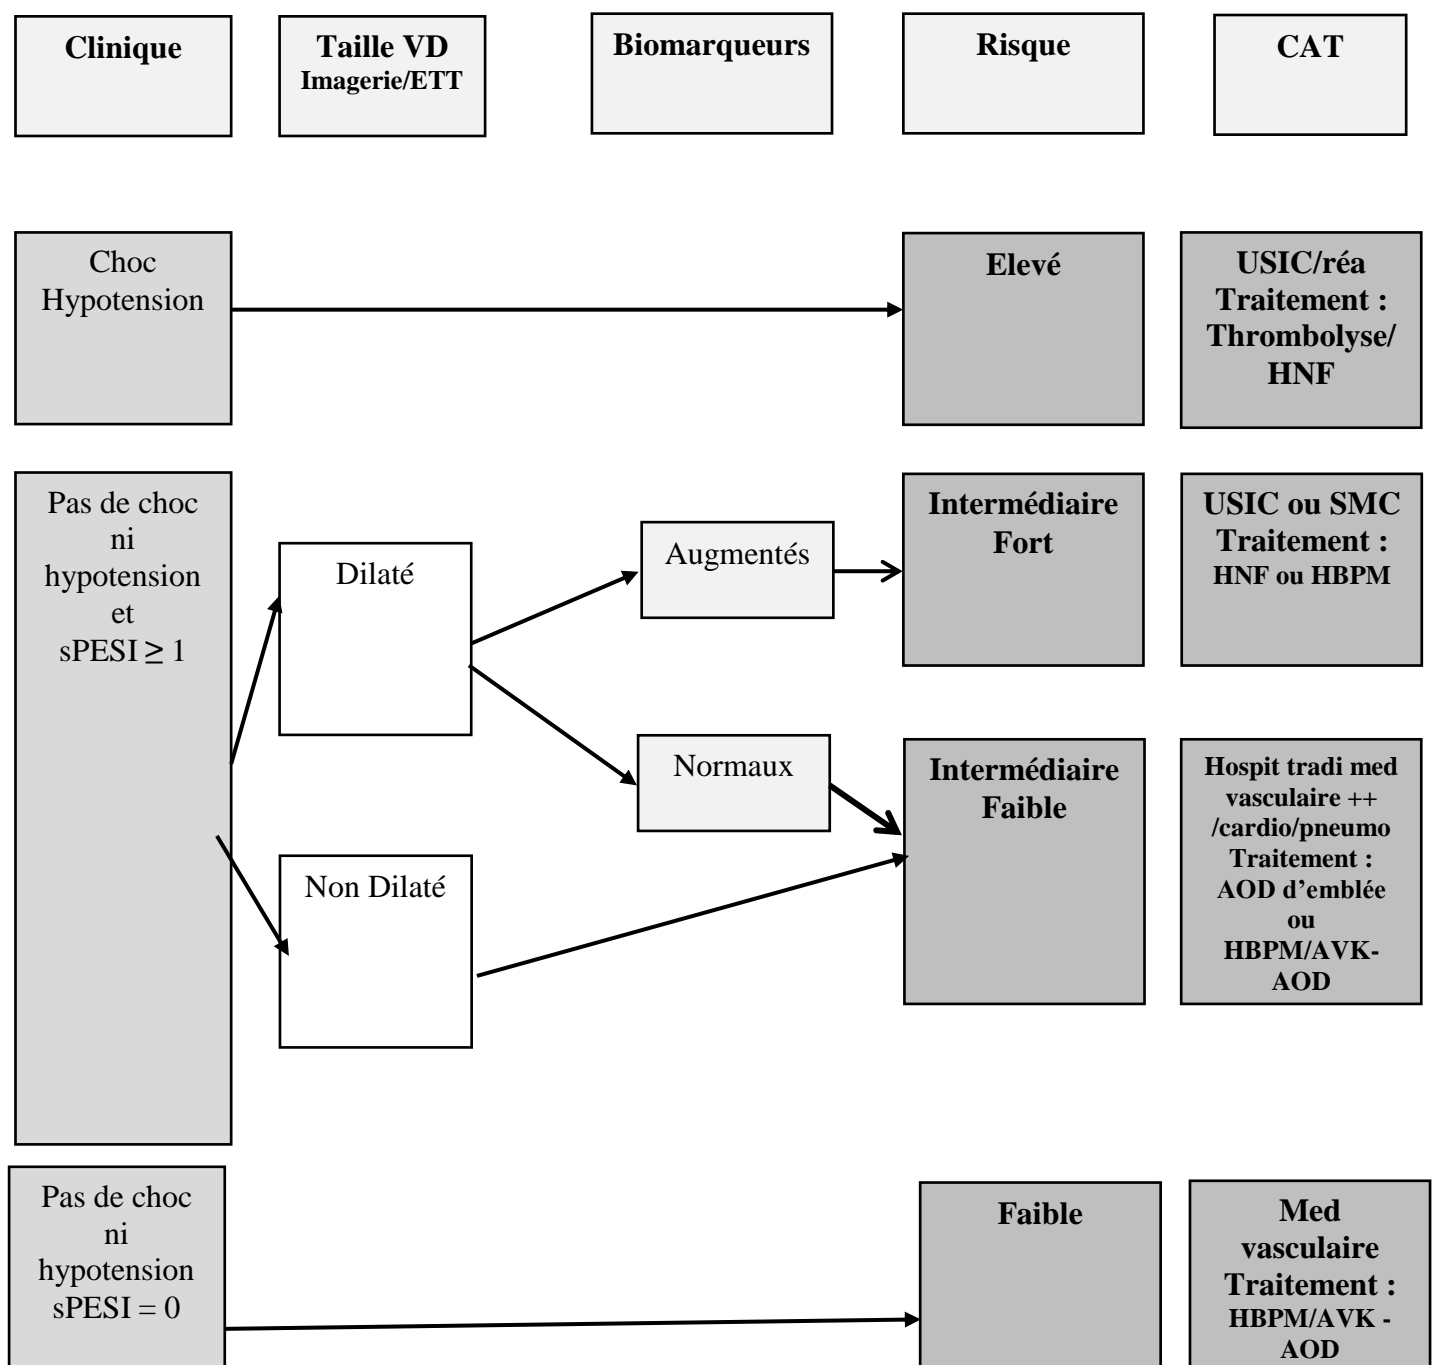 Clinique
Taille VD
Imagerie/ETT
Biomarqueurs
Risque
CAT
Choc
Hypotension
Elevé
USIC/réa
Traitement :
Thrombolyse/
HNF
Pas de choc
ni
hypotension
et
sPESI ≥ 1
Dilaté
Augmentés
Intermédiaire
Fort
USIC ou SMC
Traitement :
HNF ou HBPM
Normaux
Intermédiaire
Faible
Hospit tradi med
vasculaire ++
/cardio/pneumo
Traitement :
AOD d’emblée
ou
HBPM/AVK-
AOD
Non Dilaté
Pas de choc
ni
hypotension
sPESI = 0
Faible
Med
vasculaire
Traitement :
HBPM/AVK -
AOD